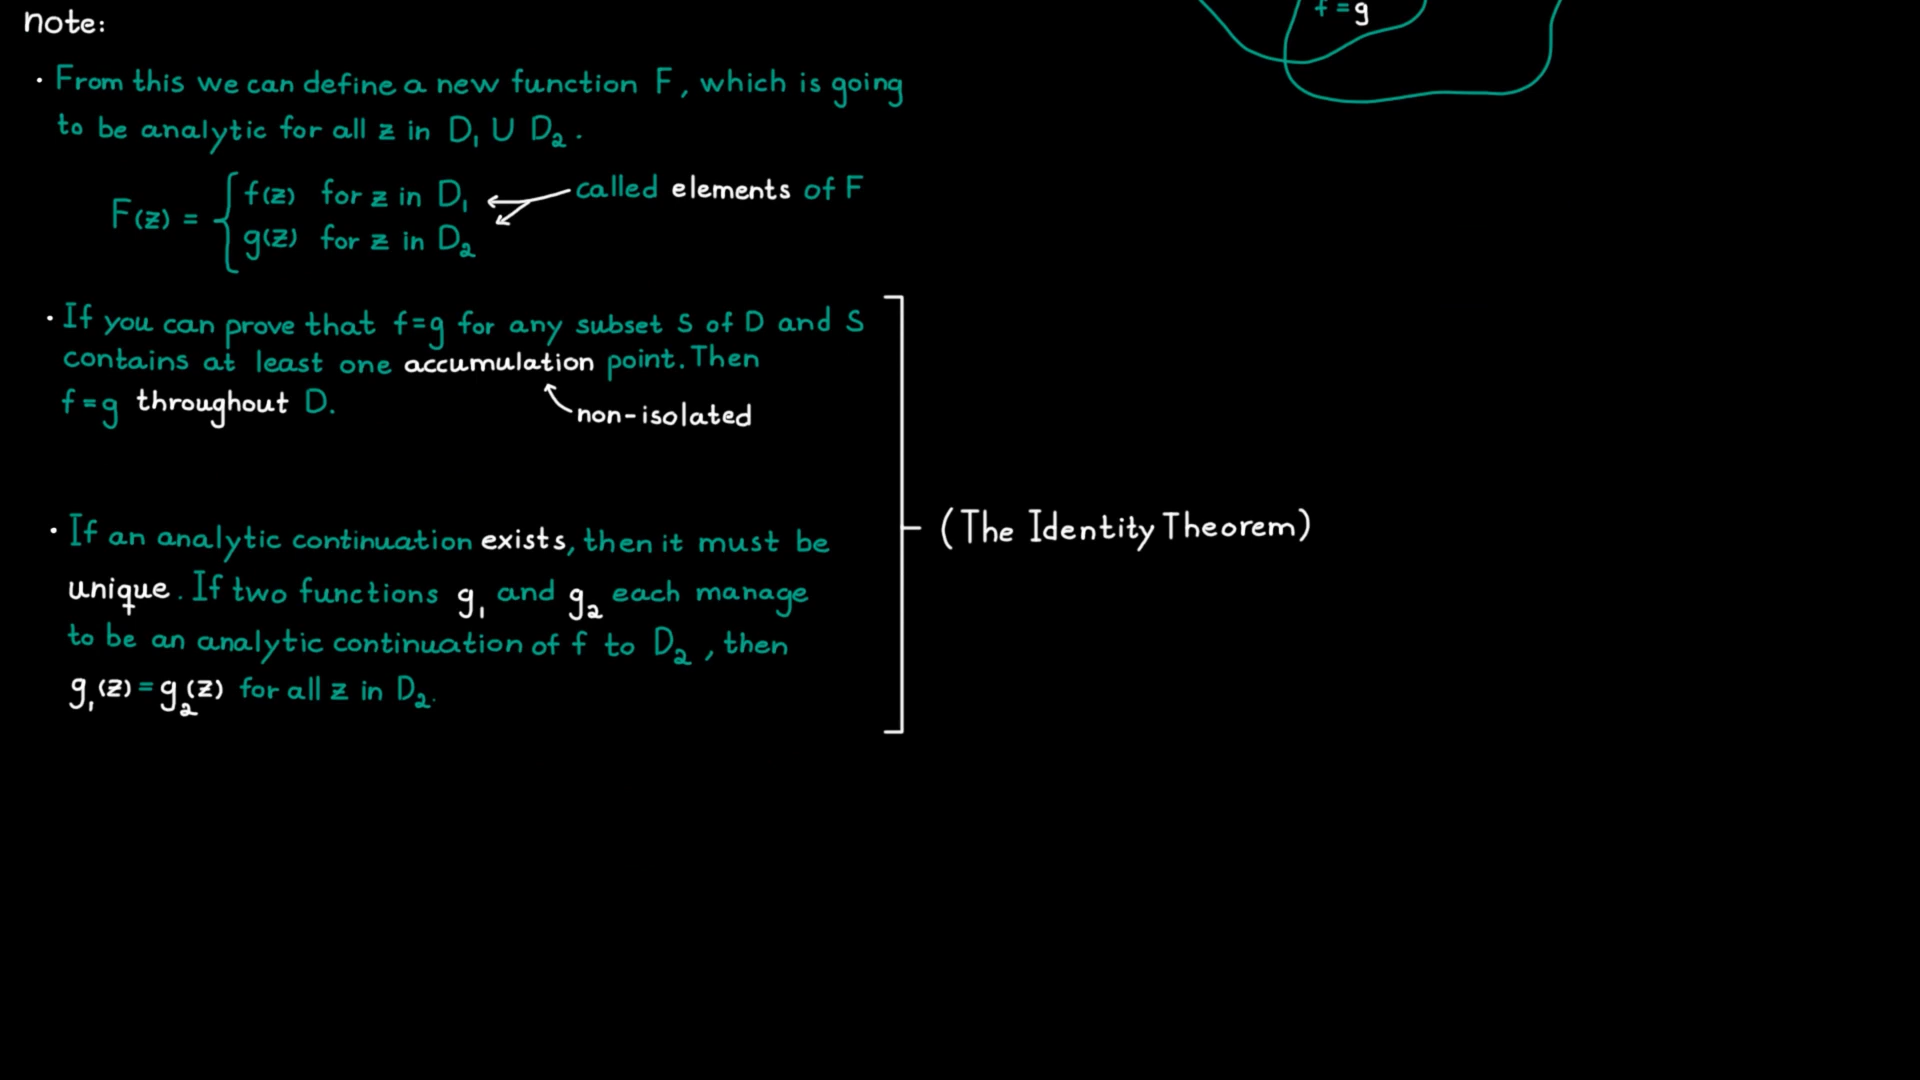 note:
f = g
· From this we can define a new function F, which is going
to be analytic for all z in D₁ U D₂.
F(z) = { f(z) for z in D₁
g(z) for z in D₂
called elements of F
· If you can prove that f=g for any subset S of D and S
contains at least one accumulation point. Then
f=g throughout D.
non-isolated
· If an analytic continuation exists, then it must be
unique. If two functions g₁ and g₂ each manage
to be an analytic continuation of f to D₂, then
g₁(z) = g₂(z) for all z in D₂.
(The Identity Theorem)